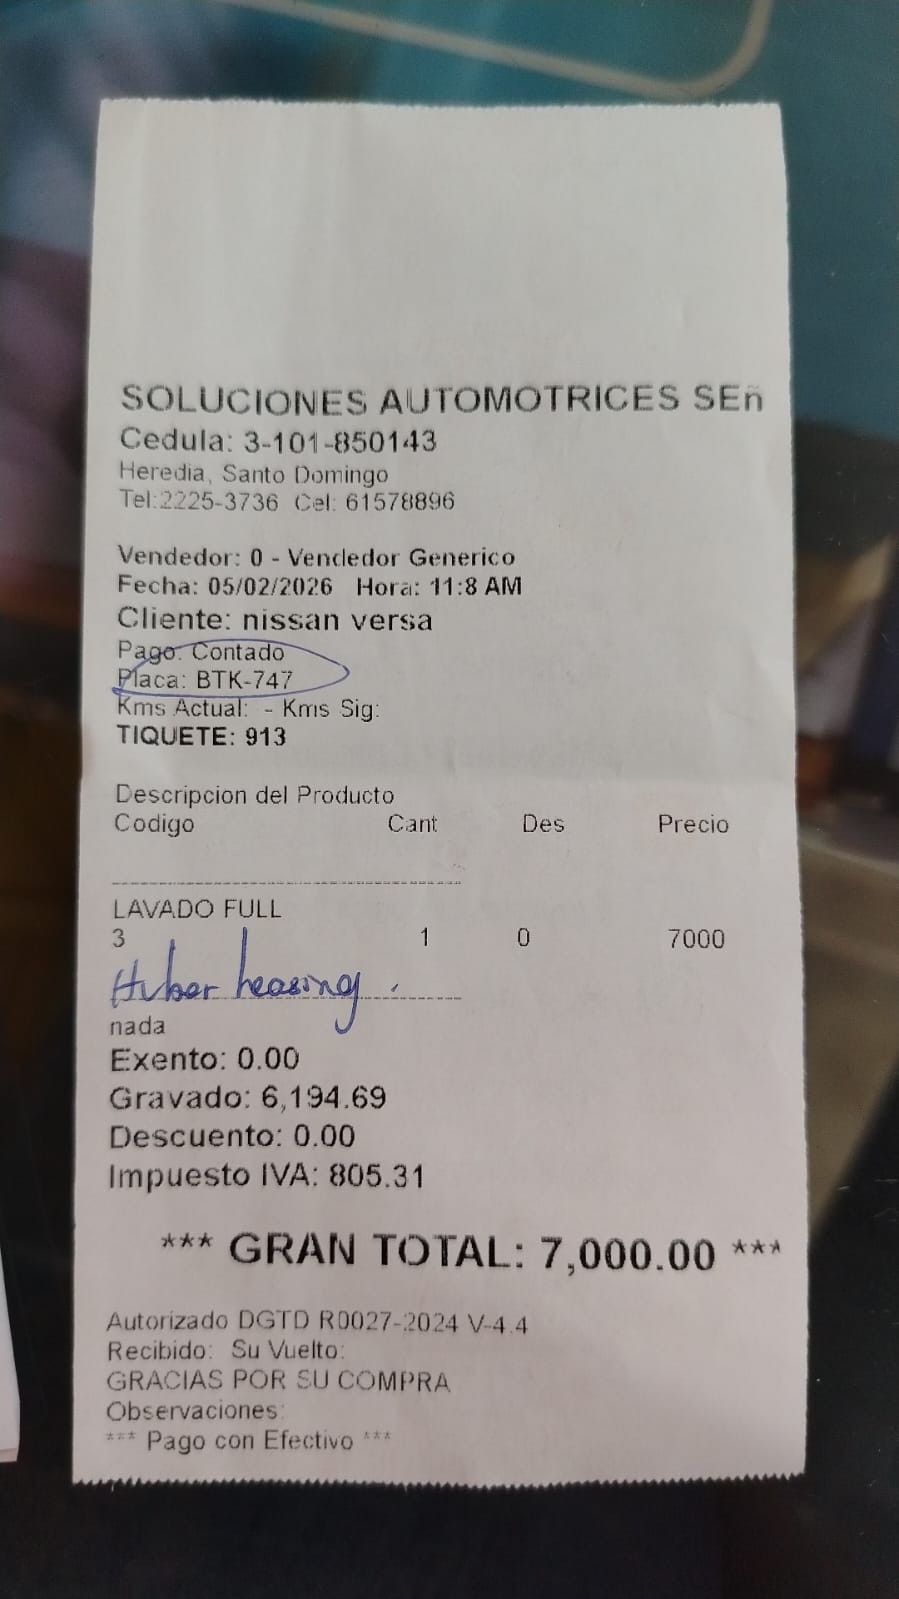 SOLUCIONES AUTOMOTRICES SEñ
Cedula: 3-101-850143
Heredia, Santo Domingo
Tel:2225-3736 Cel: 61578896
Vendedor: 0 - Vendedor Generico
Fecha: 05/02/2026 Hora: 11:8 AM
Cliente: nissan versa
Pago: Contado
Placa: BTK-747
Kms Actual: - Kms Sig:
TIQUETE: 913
Descripcion del Producto
Codigo Cant Des Precio
LAVADO FULL
3 1 0 7000
Huber leasing
nada
Exento: 0.00
Gravado: 6,194.69
Descuento: 0.00
Impuesto IVA: 805.31
*** GRAN TOTAL: 7,000.00 ***
Autorizado DGTD R0027-2024 V-4.4
Recibido: Su Vuelto:
GRACIAS POR SU COMPRA
Observaciones:
*** Pago con Efectivo ***